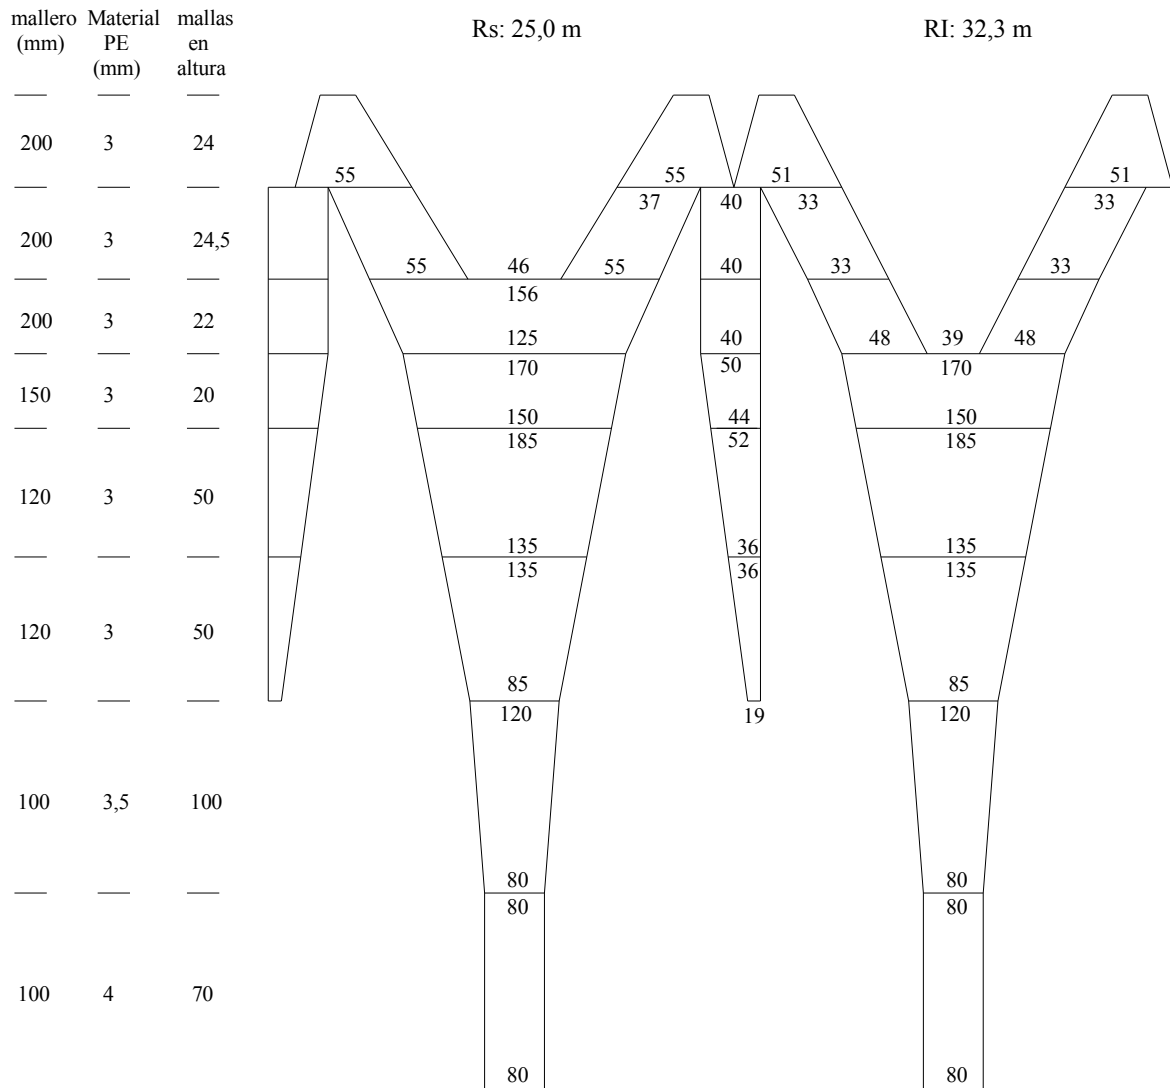 mallero Material mallas
(mm) PE en
(mm) altura
Rs: 25,0 m RI: 32,3 m
200 3 24
55 55 51 51
37 40 33 33
200 3 24,5
55 46 55 40 33 33
156
200 3 22
125 40 48 39 48
170 50 170
150 3 20
150 44 150
185 52 185
120 3 50
135 36 135
135 36 135
120 3 50
85 85
120 19 120
100 3,5 100
80 80
80 80
100 4 70
80 80